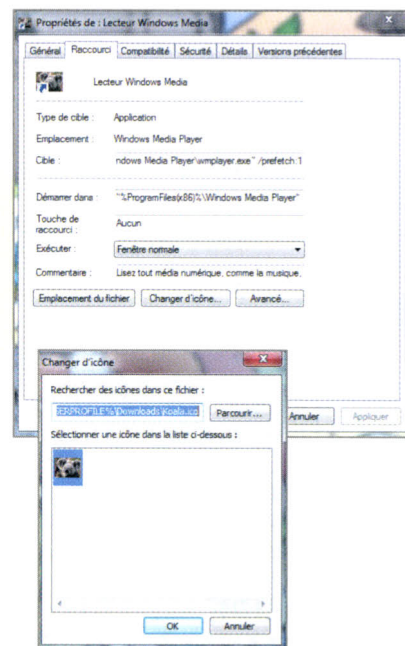 Propriétés de : Lecteur Windows Media
Général Raccourci Compatibilité Sécurité Détails Versions précédentes
Lecteur Windows Media
Type de cible : Application
Emplacement : Windows Media Player
Cible : ndows Media Player\wmplayer.exe" /prefetch:1
Démarrer dans : "%ProgramFiles(x86)%\Windows Media Player"
Touche de
raccourci : Aucun
Exécuter : Fenêtre normale
Commentaire : Lisez tout média numérique, comme la musique,
Emplacement du fichier Changer d'icône... Avancé...
Changer d'icône
Rechercher des icônes dans ce fichier :
SERPROFILE%\Downloads\Koala.ico Parcourir...
Annuler Appliquer
Sélectionner une icône dans la liste ci-dessous :
OK Annuler